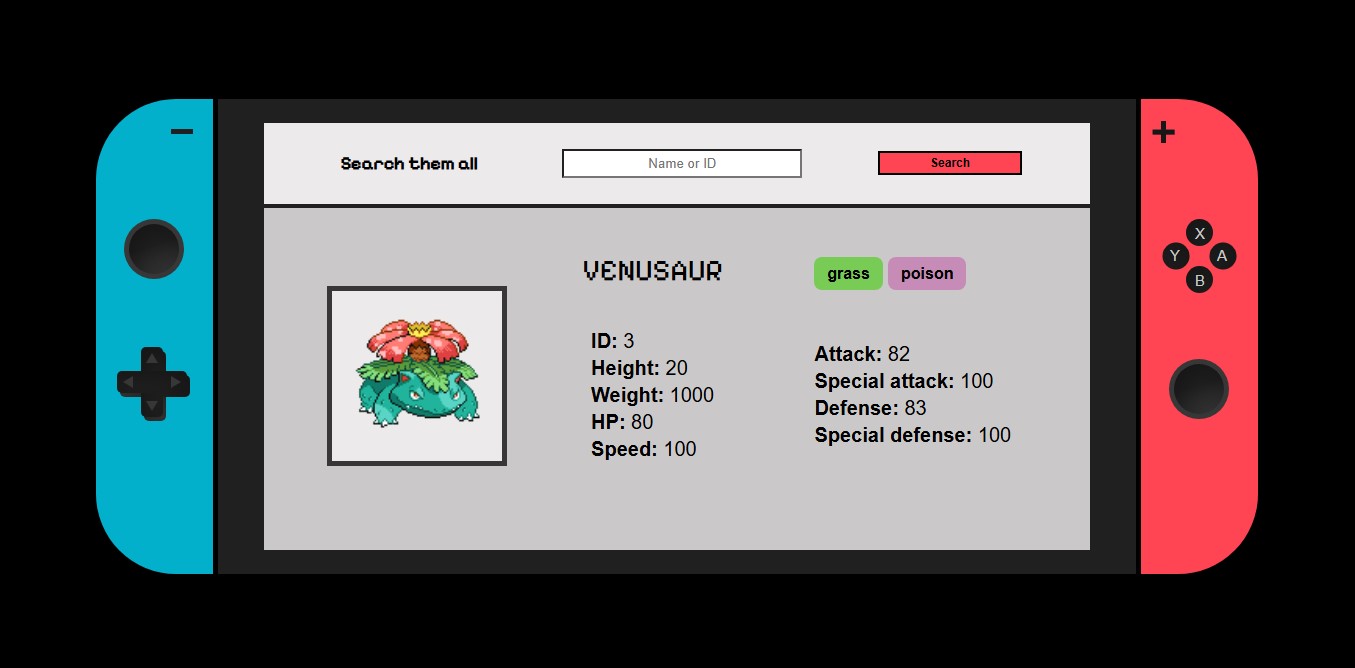 − +
Search them all Name or ID Search
X
Y A
B
VENUSAUR grass poison
ID: 3
Height: 20
Weight: 1000
HP: 80
Speed: 100
Attack: 82
Special attack: 100
Defense: 83
Special defense: 100